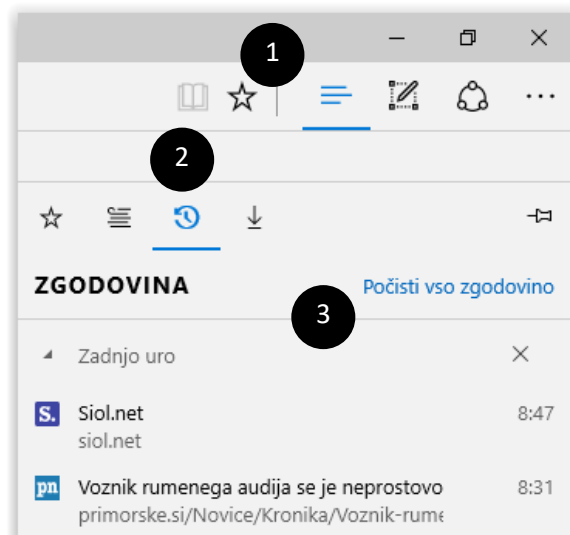 1
2
ZGODOVINA Počisti vso zgodovino
3
Zadnjo uro
S. Siol.net 8:47
siol.net
pn Voznik rumenega audija se je neprostovo 8:31
primorske.si/Novice/Kronika/Voznik-rume